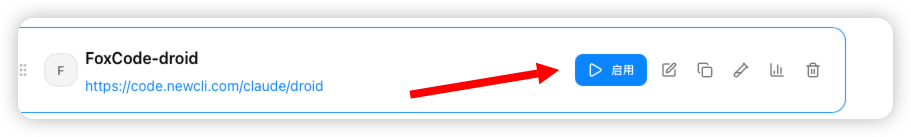 F
FoxCode-droid
https://code.newcli.com/claude/droid
启用